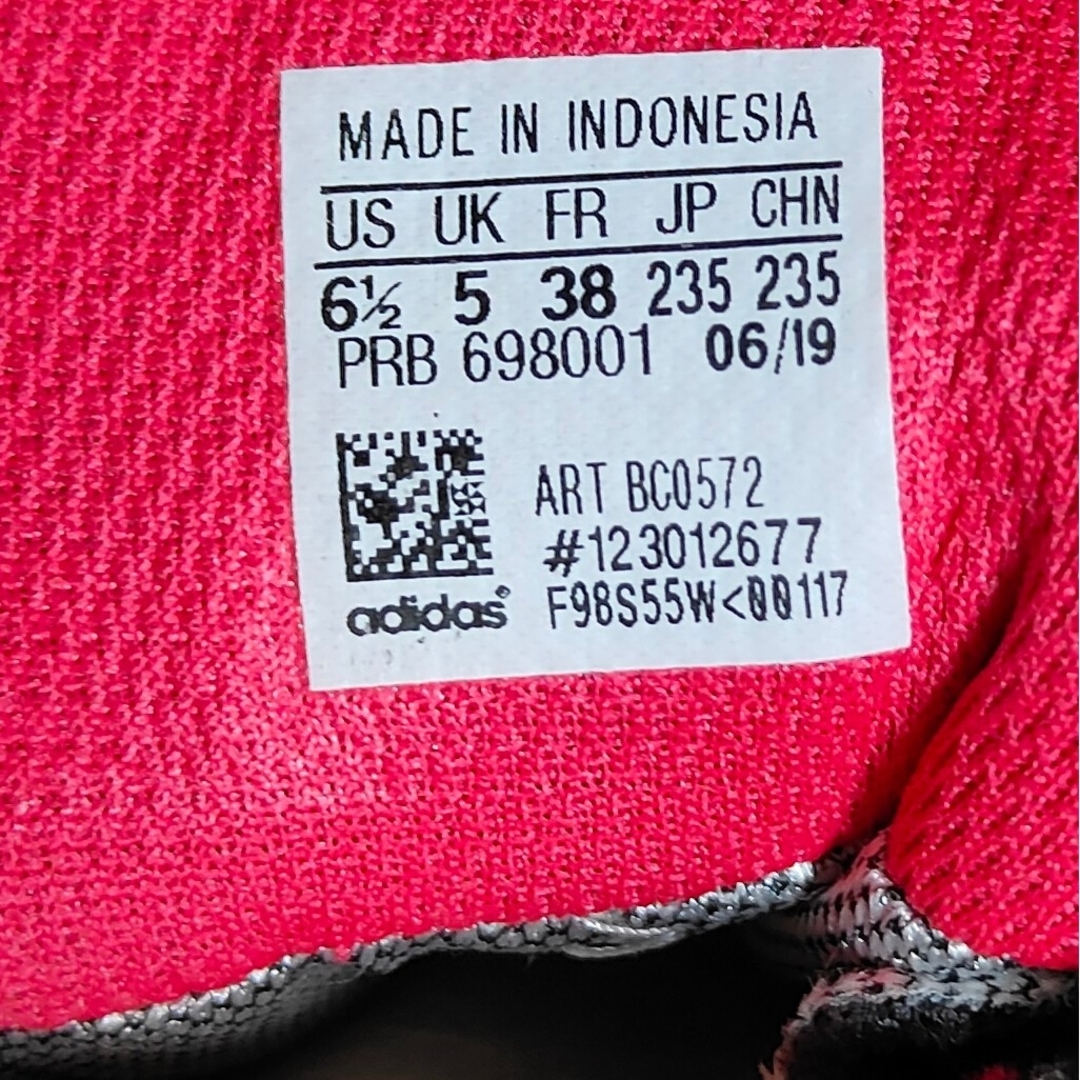 MADE IN INDONESIA
US UK FR JP CHN
6½ 5 38 235 235
PRB 698001 06/19
ART BC0572
#123012677
adidas® F98S55W<00117